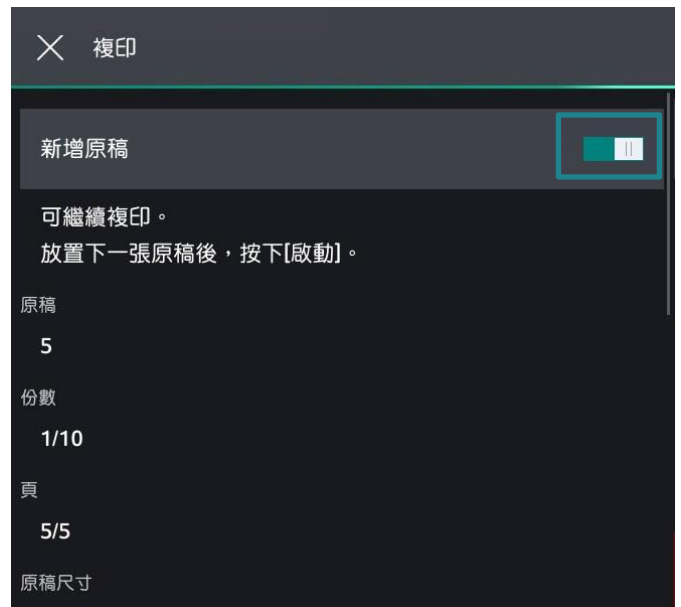 複印
新增原稿
可繼續複印。
放置下一張原稿後，按下[啟動]。
原稿
5
份數
1/10
頁
5/5
原稿尺寸